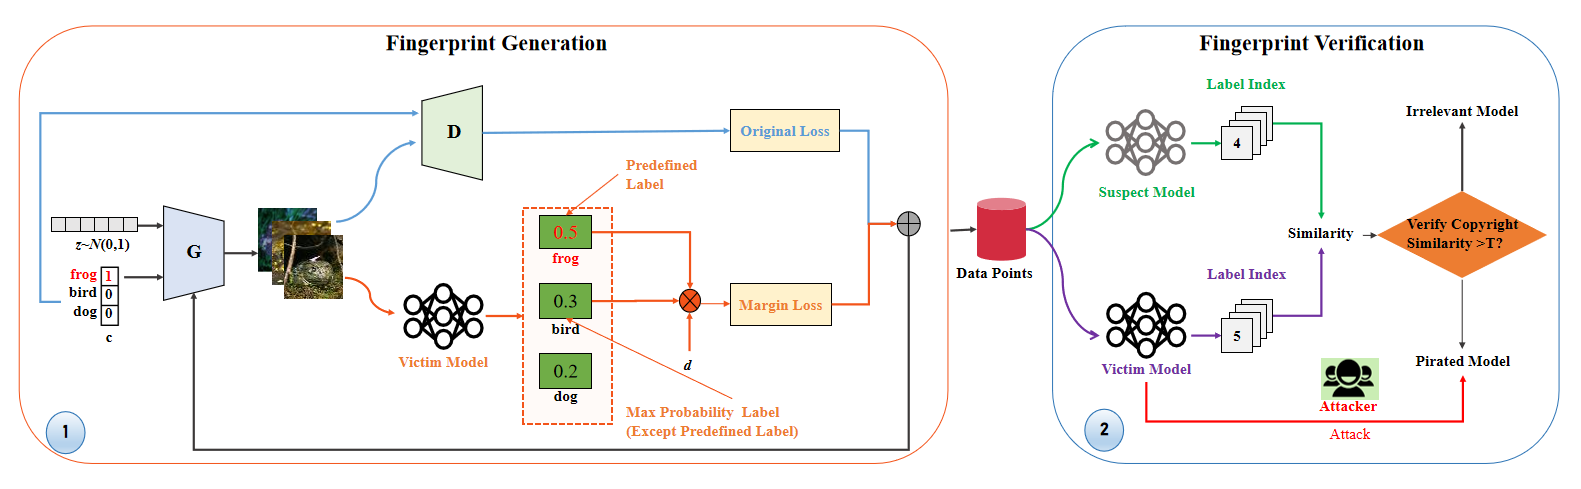 Fingerprint Generation
D
Original Loss
Predefined
Label
z~N(0,1)
G
frog 1
bird 0
dog 0
c
Victim Model
0.5
frog
0.3
bird
0.2
dog
Margin Loss
d
Max Probability Label
(Except Predefined Label)
1
Data Points
Fingerprint Verification
Label Index
4
Suspect Model
Irrelevant Model
Similarity
Verify Copyright
Similarity >T?
Label Index
5
Victim Model
Pirated Model
Attacker
Attack
2